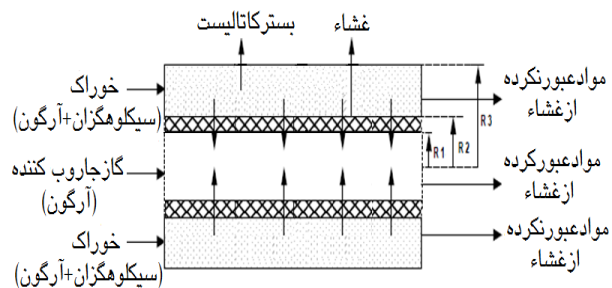 بسترکاتالیست
غشاء
خوراک
(سیکلوهگزان+آرگون)
موادعبورنکرده
ازغشاء
R3
R2
R1
گازجاروب کننده
(آرگون)
موادعبورکرده
ازغشاء
خوراک
(سیکلوهگزان+آرگون)
موادعبورنکرده
ازغشاء